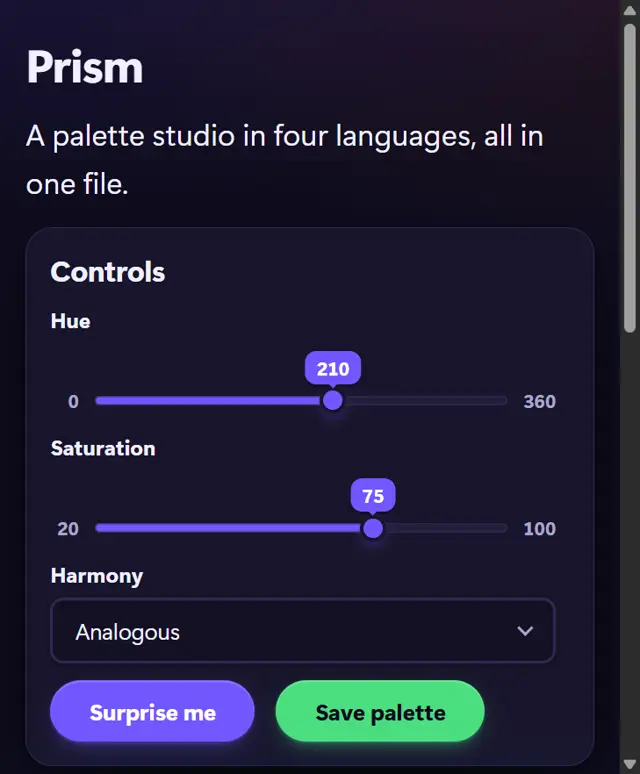 Prism
A palette studio in four languages, all in
one file.
Controls
Hue
210
0 360
Saturation
75
20 100
Harmony
Analogous
Surprise me Save palette